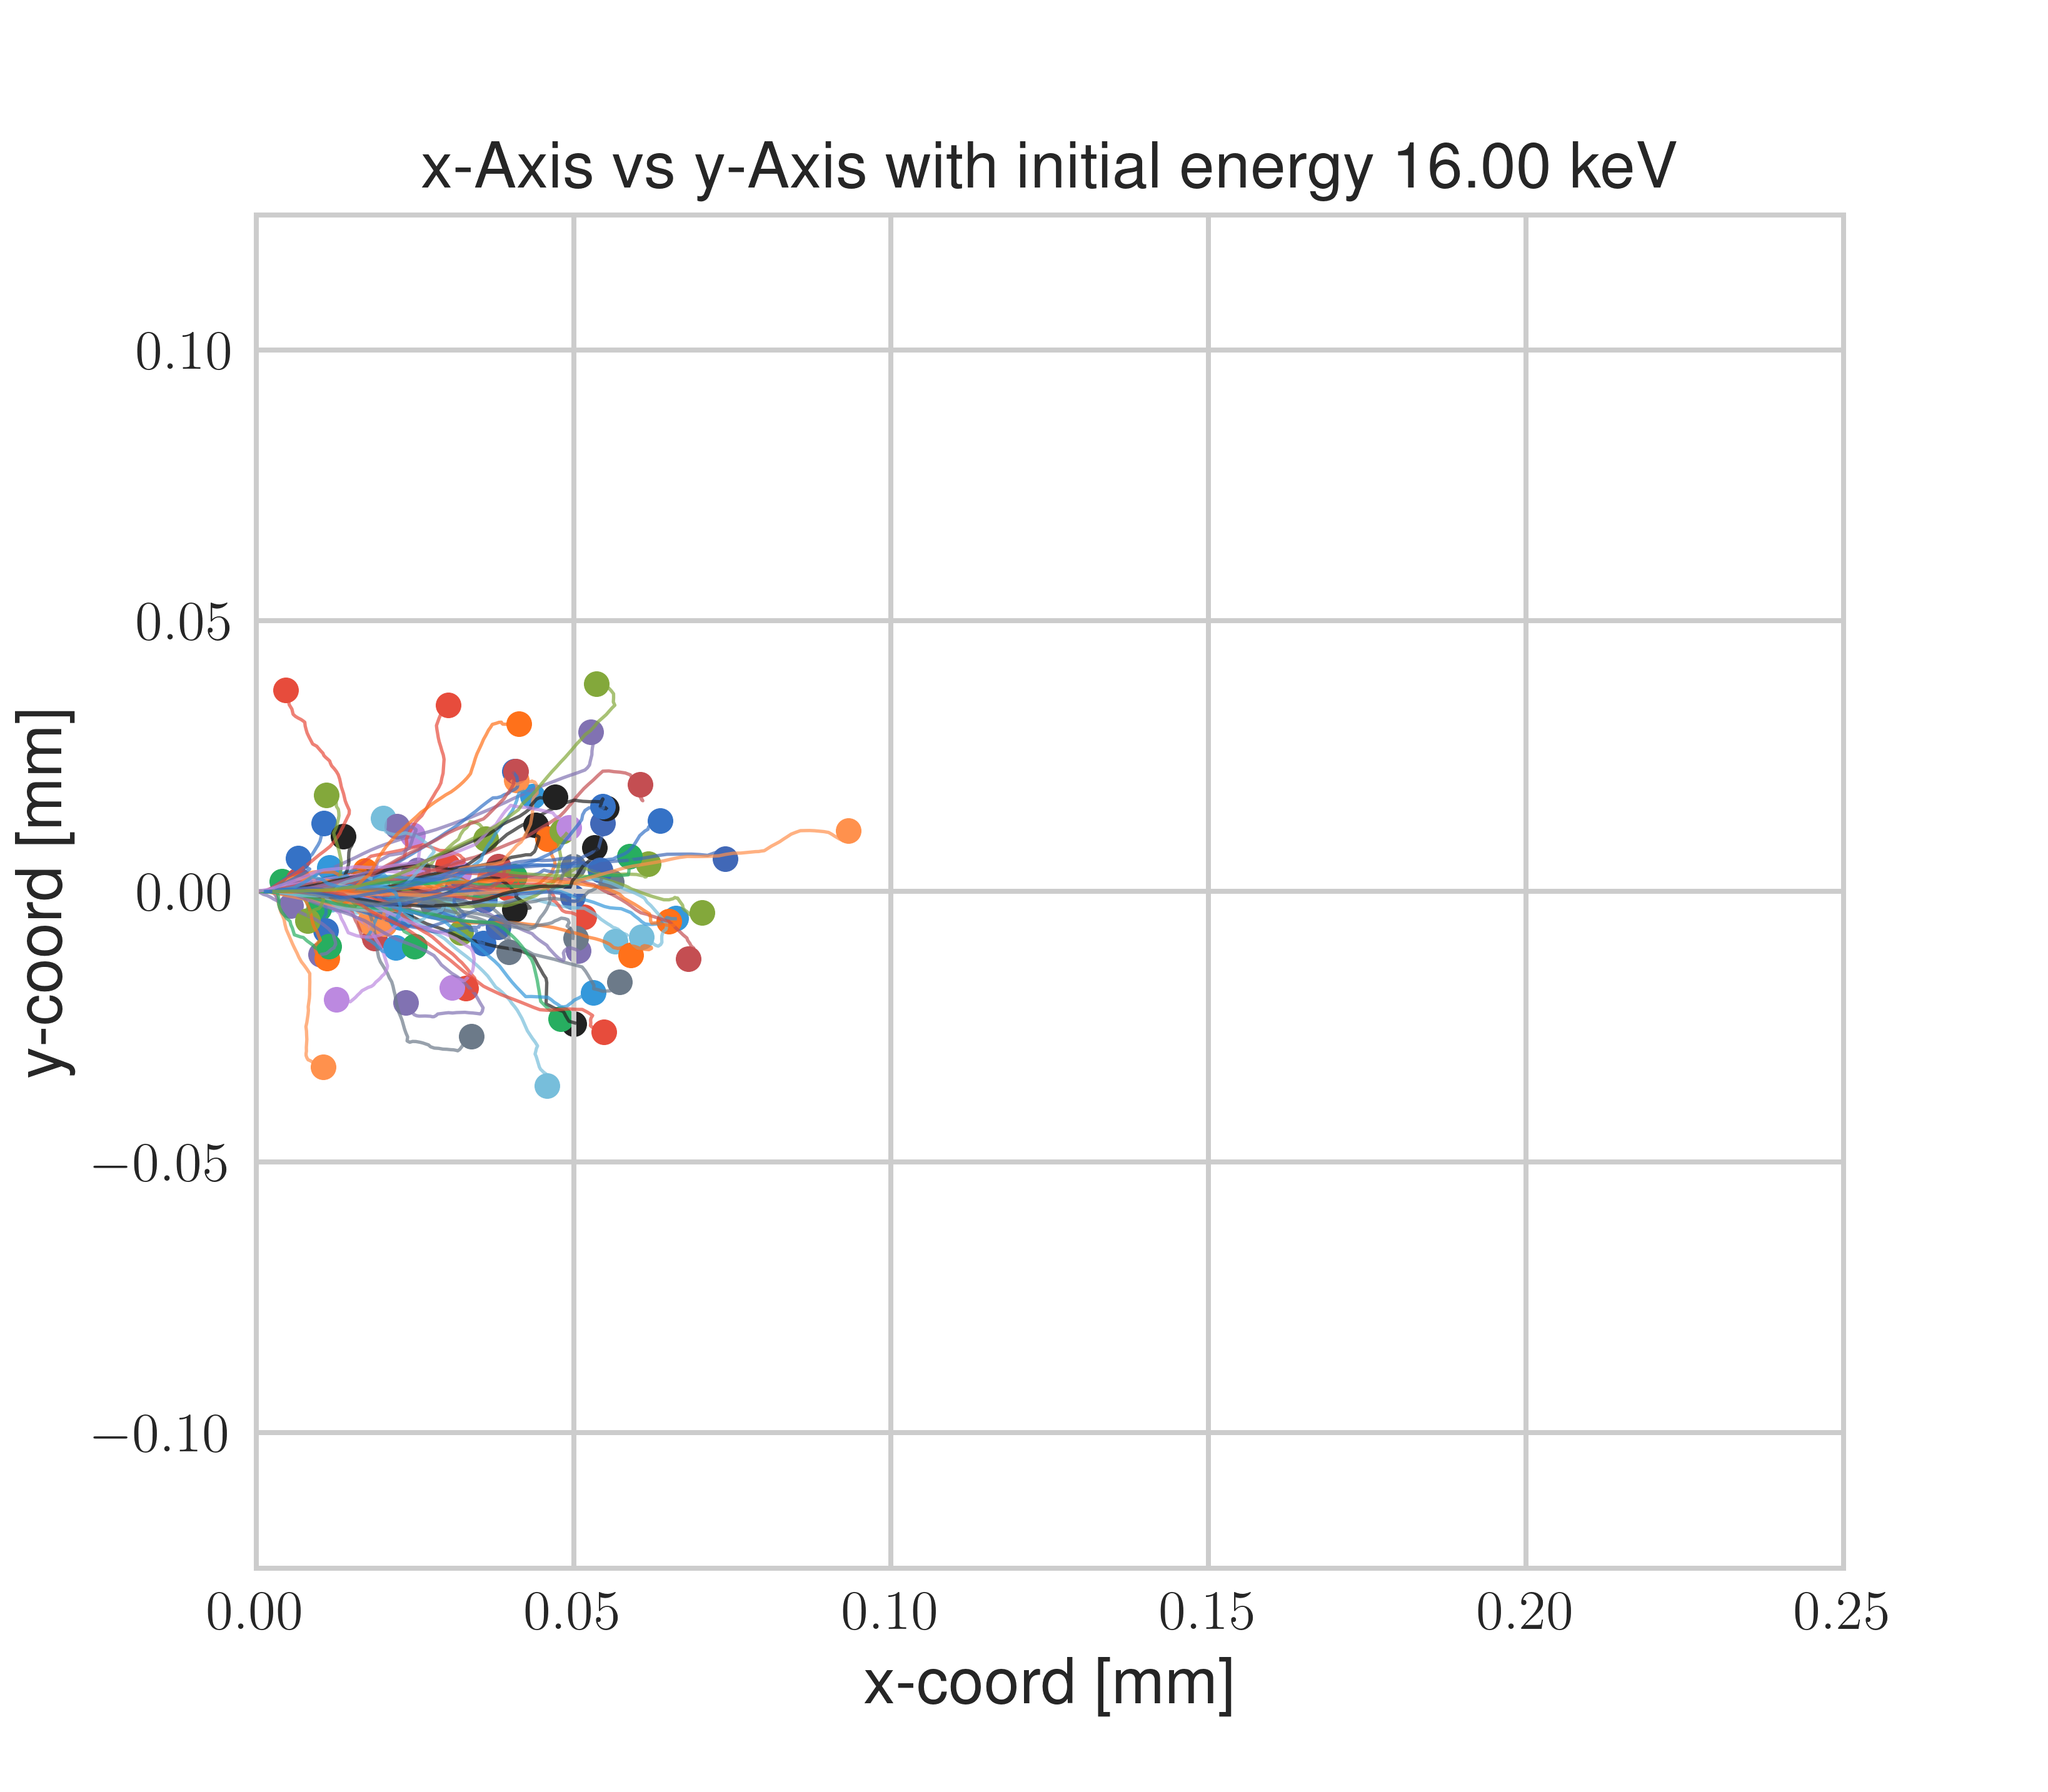 x-Axis vs y-Axis with initial energy 16.00 keV
0.10
0.05
0.00
−0.05
−0.10
y-coord [mm]
0.00 0.05 0.10 0.15 0.20 0.25
x-coord [mm]